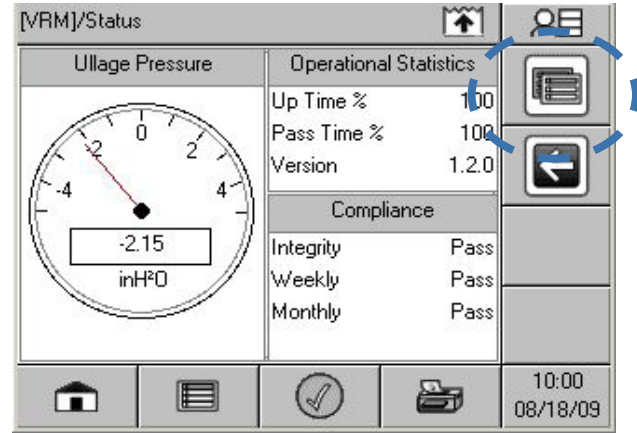 [VRM]/Status
Ullage Pressure
0
-2
2
-4
4
-2.15
inH²O
Operational Statistics
Up Time % 100
Pass Time % 100
Version 1.2.0
Compliance
Integrity Pass
Weekly Pass
Monthly Pass
10:00
08/18/09